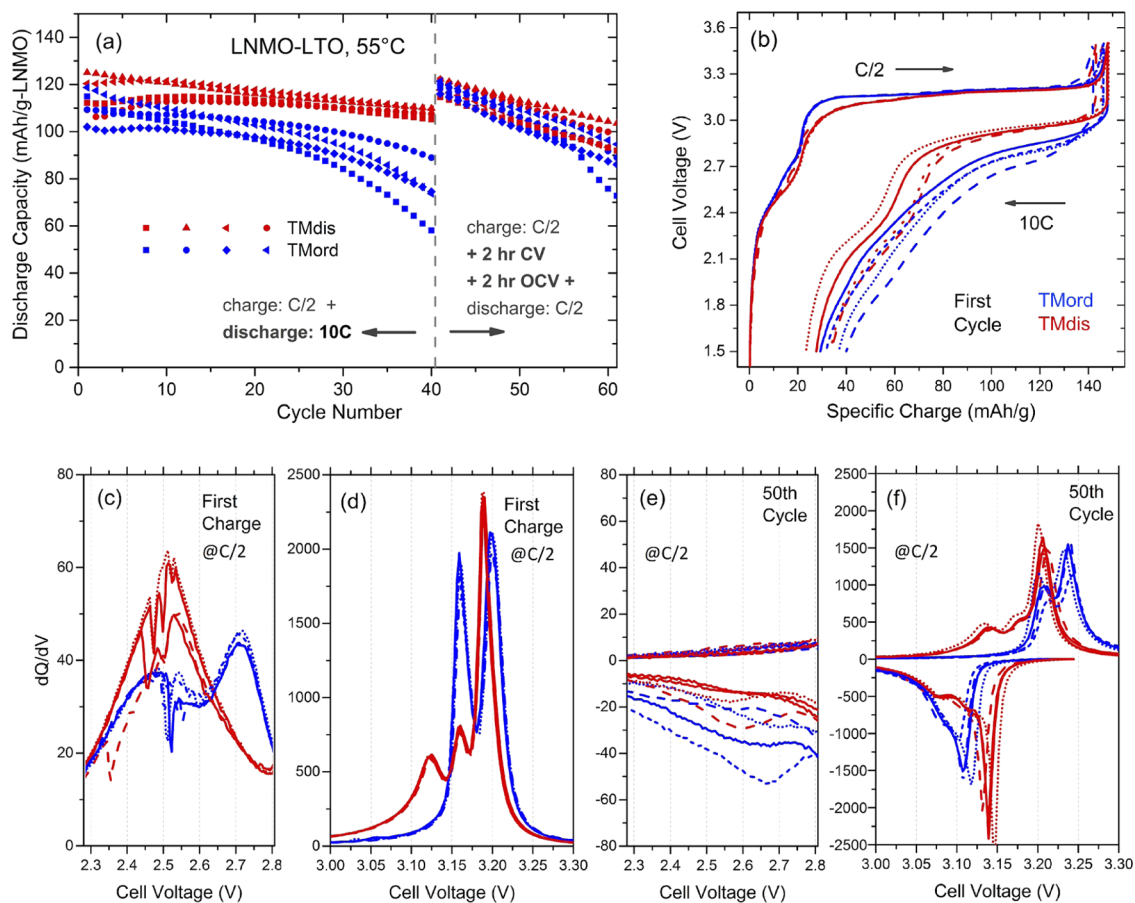 (a)
LNMO-LTO, 55°C
TMdis
TMord
charge: C/2 +
discharge: 10C
charge: C/2
+ 2 hr CV
+ 2 hr OCV +
discharge: C/2
Discharge Capacity (mAh/g-LNMO)
140
120
100
80
60
40
20
0
0 10 20 30 40 50 60
Cycle Number
(b)
C/2
10C
First
Cycle
TMord
TMdis
Cell Voltage (V)
3.6
3.3
3.0
2.7
2.4
2.1
1.8
1.5
0 20 40 60 80 100 120 140
Specific Charge (mAh/g)
(c)
First
Charge
@C/2
dQ/dV
80
60
40
20
0
2.3 2.4 2.5 2.6 2.7 2.8
Cell Voltage (V)
(d)
First
Charge
@C/2
2500
2000
1500
1000
500
0
3.00 3.05 3.10 3.15 3.20 3.25 3.30
Cell Voltage (V)
(e)
50th
Cycle
@C/2
80
60
40
20
0
-20
-40
-60
-80
2.3 2.4 2.5 2.6 2.7 2.8
Cell Voltage (V)
(f)
50th
Cycle
@C/2
2500
2000
1500
1000
500
0
-500
-1000
-1500
-2000
-2500
3.00 3.05 3.10 3.15 3.20 3.25 3.30
Cell Voltage (V)